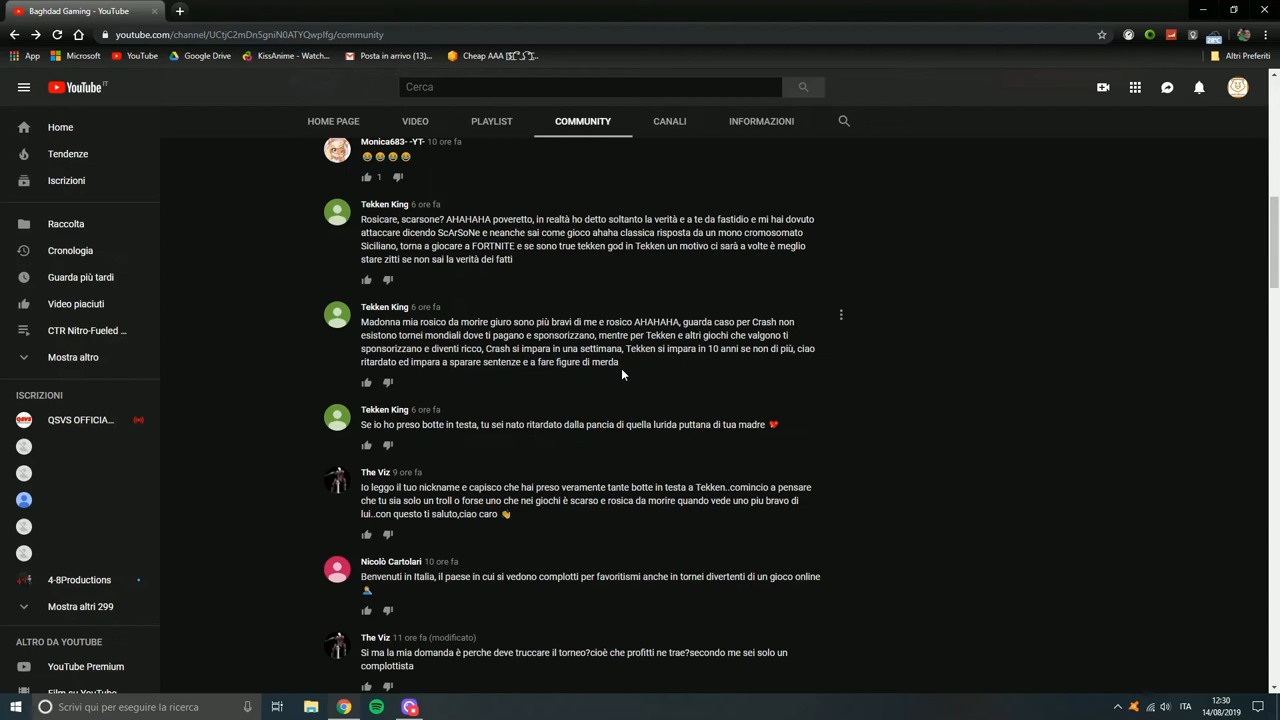 Baghdad Gaming - YouTube
youtube.com/channel/UCtjC2mDn5gniN0ATYQwpIfg/community
App
Microsoft
YouTube
Google Drive
KissAnime - Watch...
Posta in arrivo (13)...
Cheap AAA
Altri Preferiti
28°C
YouTube IT
Cerca
HOME PAGE
VIDEO
PLAYLIST
COMMUNITY
CANALI
INFORMAZIONI
Home
Tendenze
Iscrizioni
Raccolta
Cronologia
Guarda più tardi
Video piaciuti
CTR Nitro-Fueled ...
Mostra altro
ISCRIZIONI
QSVS OFFICIA...
4-8Productions
Mostra altri 299
ALTRO DA YOUTUBE
YouTube Premium
Film su YouTube
Monica683- -YT- 10 ore fa
😂 😂 😂 😂
1
Tekken King 6 ore fa
Rosicare, scarsone? AHAHAHA poveretto, in realtà ho detto soltanto la verità e a te da fastidio e mi hai dovuto
attaccare dicendo ScArSoNe e neanche sai come gioco ahaha classica risposta da un mono cromosomato
Siciliano, torna a giocare a FORTNITE e se sono true tekken god in Tekken un motivo ci sarà a volte è meglio
stare zitti se non sai la verità dei fatti
Tekken King 6 ore fa
Madonna mia rosico da morire giuro sono più bravi di me e rosico AHAHAHA, guarda caso per Crash non
esistono tornei mondiali dove ti pagano e sponsorizzano, mentre per Tekken e altri giochi che valgono ti
sponsorizzano e diventi ricco, Crash si impara in una settimana, Tekken si impara in 10 anni se non di più, ciao
ritardato ed impara a sparare sentenze e a fare figure di merda
Tekken King 6 ore fa
Se io ho preso botte in testa, tu sei nato ritardato dalla pancia di quella lurida puttana di tua madre
The Viz 9 ore fa
Io leggo il tuo nickname e capisco che hai preso veramente tante botte in testa a Tekken..comincio a pensare
che tu sia solo un troll o forse uno che nei giochi è scarso e rosica da morire quando vede uno piu bravo di
lui..con questo ti saluto,ciao caro 👏
Nicolò Cartolari 10 ore fa
Benvenuti in Italia, il paese in cui si vedono complotti per favoritismi anche in tornei divertenti di un gioco online
The Viz 11 ore fa (modificato)
Si ma la mia domanda è perche deve truccare il torneo?cioè che profitti ne trae?secondo me sei solo un
complottista
Scrivi qui per eseguire la ricerca
ITA
12:30
14/08/2019